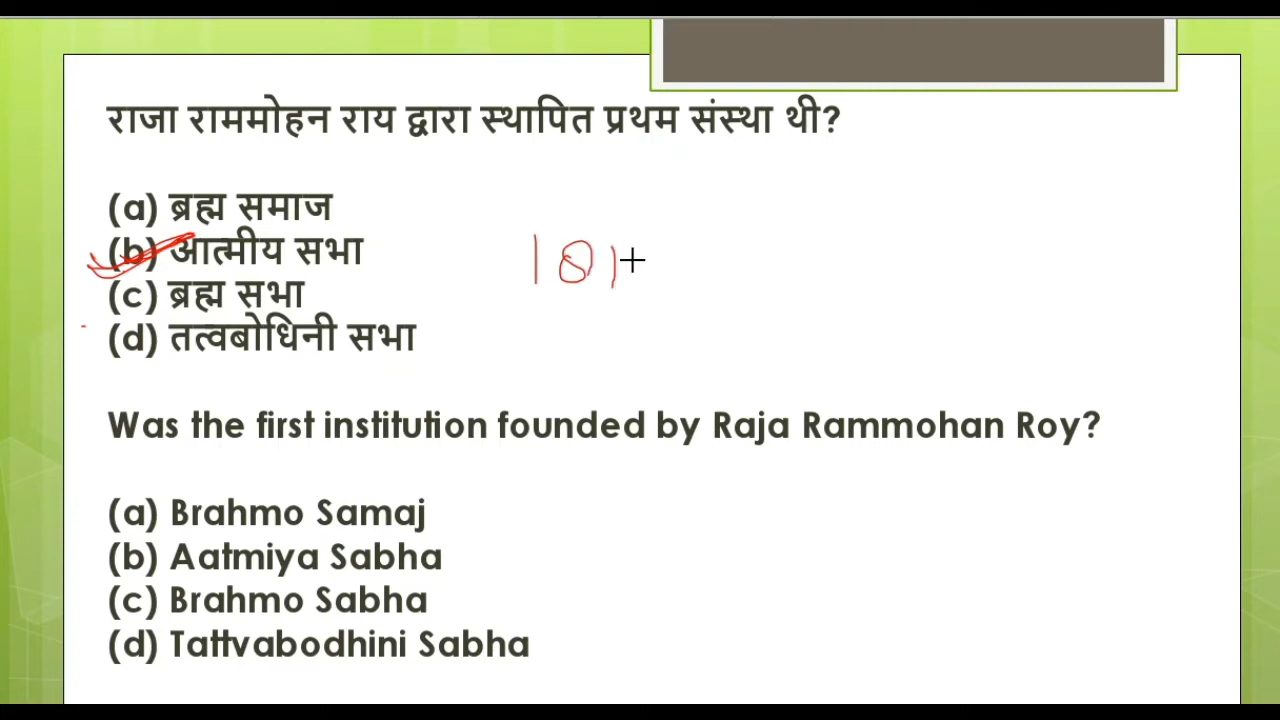 राजा राममोहन राय द्वारा स्थापित प्रथम संस्था थी?
(a) ब्रह्म समाज
(b) आत्मीय सभा 181
(c) ब्रह्म सभा
(d) तत्वबोधिनी सभा
Was the first institution founded by Raja Rammohan Roy?
(a) Brahmo Samaj
(b) Aatmiya Sabha
(c) Brahmo Sabha
(d) Tattvabodhini Sabha